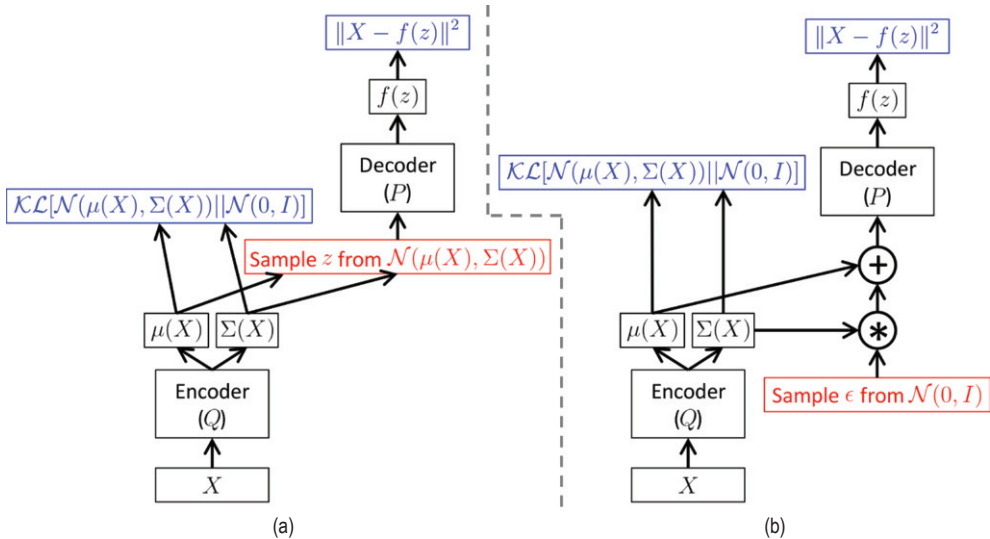 ‖X − f(z)‖²
f(z)
Decoder
(P)
𝒦ℒ[𝒩(μ(X), Σ(X))||𝒩(0, I)]
Sample z from 𝒩(μ(X), Σ(X))
μ(X)
Σ(X)
Encoder
(Q)
X
(a)
‖X − f(z)‖²
f(z)
Decoder
(P)
𝒦ℒ[𝒩(μ(X), Σ(X))||𝒩(0, I)]
+
μ(X)
Σ(X)
*
Encoder
(Q)
Sample ϵ from 𝒩(0, I)
X
(b)